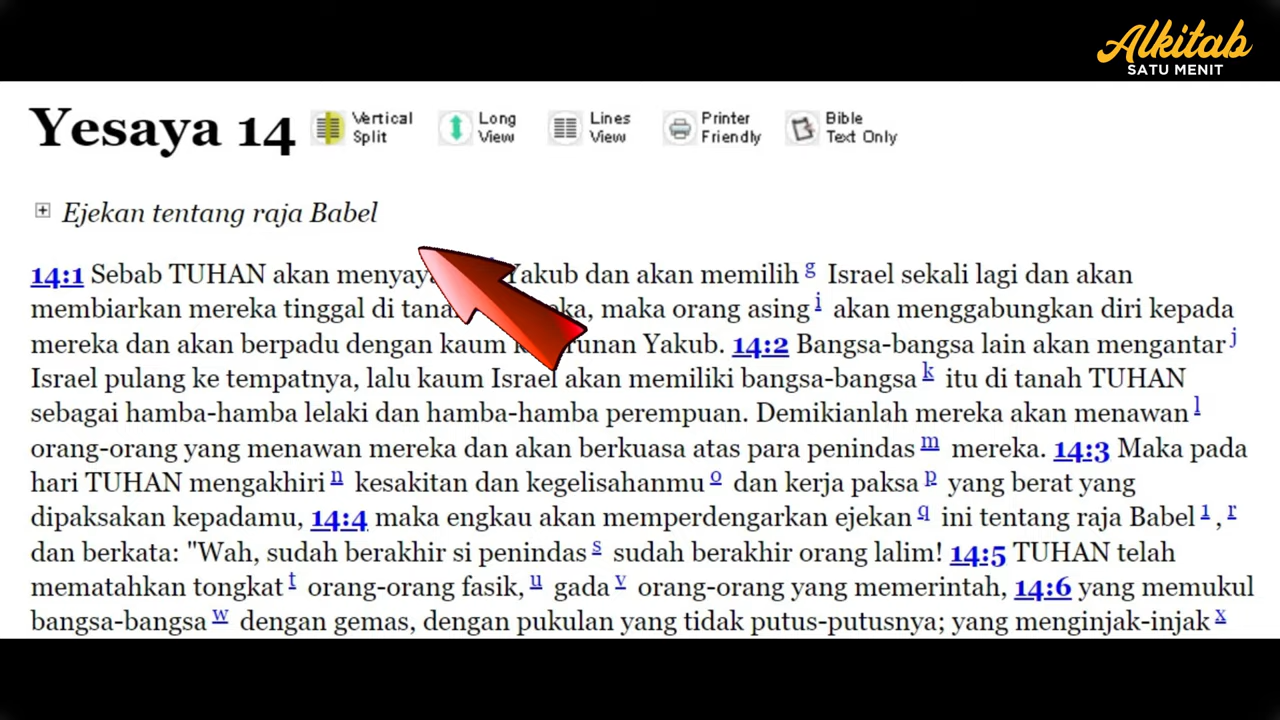 Alkitab
SATU MENIT
Yesaya 14
Vertical Split
Long View
Lines View
Printer Friendly
Bible Text Only
Ejekan tentang raja Babel
14:1 Sebab TUHAN akan Yakub dan akan memilih g Israel sekali lagi dan akan
membiarkan mereka tinggal di maka orang asing i akan menggabungkan diri kepada
mereka dan akan berpadu dengan kaum Yakub. 14:2 Bangsa-bangsa lain akan mengantar j
Israel pulang ke tempatnya, lalu kaum Israel akan memiliki bangsa-bangsa k itu di tanah TUHAN
sebagai hamba-hamba lelaki dan hamba-hamba perempuan. Demikianlah mereka akan menawan l
orang-orang yang menawan mereka dan akan berkuasa atas para penindas m mereka. 14:3 Maka pada
hari TUHAN mengakhiri n kesakitan dan kegelisahanmu o dan kerja paksa p yang berat yang
dipaksakan kepadamu, 14:4 maka engkau akan memperdengarkan ejekan q ini tentang raja Babel 1 , r
dan berkata: "Wah, sudah berakhir si penindas s sudah berakhir orang lalim! 14:5 TUHAN telah
mematahkan tongkat t orang-orang fasik, u gada v orang-orang yang memerintah, 14:6 yang memukul
bangsa-bangsa w dengan gemas, dengan pukulan yang tidak putus-putusnya; yang menginjak-injak x